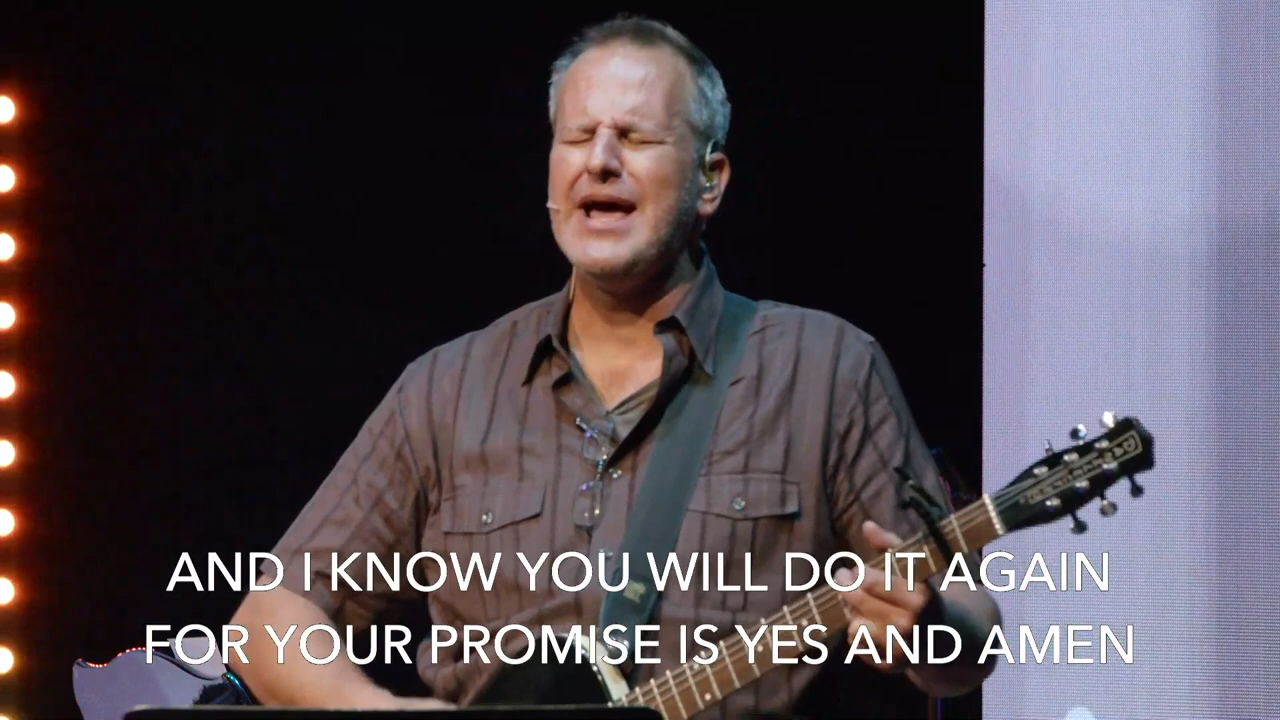 AND I KNOW YOU WILL DO IT AGAIN
FOR YOUR PROMISE IS YES AND AMEN